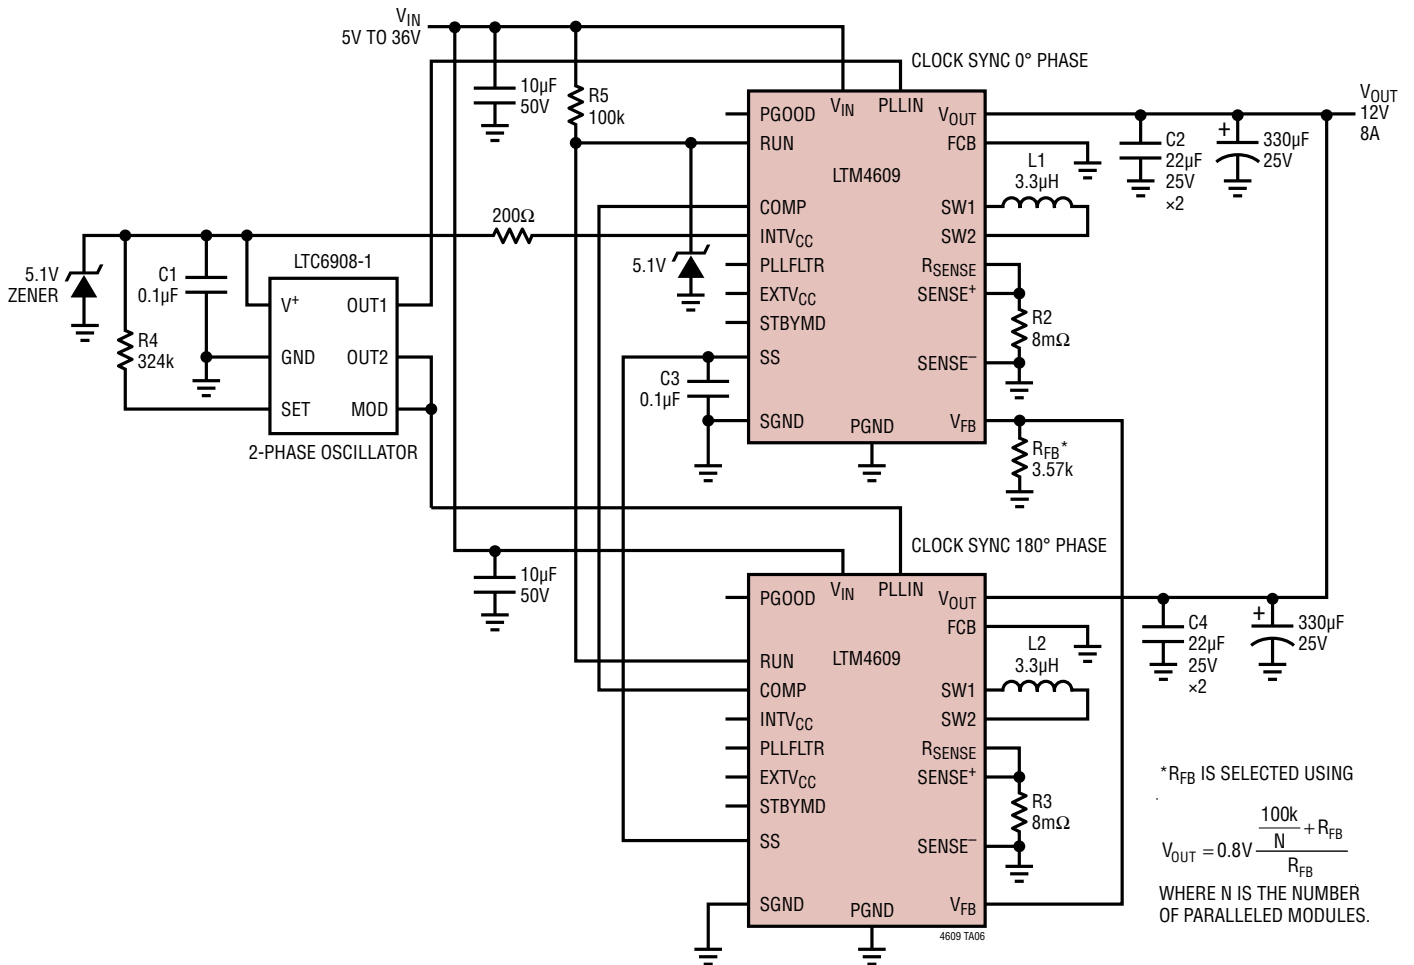 VIN
5V TO 36V
10µF
50V
R5
100k
CLOCK SYNC 0° PHASE
VOUT
12V
8A
PGOOD
VIN
PLLIN
VOUT
RUN
FCB
LTM4609
COMP
SW1
INTVCC
SW2
PLLFLTR
RSENSE
EXTVCC
SENSE+
STBYMD
SS
SENSE–
SGND
PGND
VFB
L1
3.3µH
C2
22µF
25V
×2
+
330µF
25V
200Ω
5.1V
5.1V
ZENER
C1
0.1µF
R4
324k
LTC6908-1
V+
OUT1
GND
OUT2
SET
MOD
2-PHASE OSCILLATOR
C3
0.1µF
R2
8mΩ
RFB*
3.57k
CLOCK SYNC 180° PHASE
10µF
50V
PGOOD
VIN
PLLIN
VOUT
FCB
RUN
LTM4609
COMP
SW1
INTVCC
SW2
PLLFLTR
RSENSE
EXTVCC
SENSE+
STBYMD
SS
SENSE–
SGND
PGND
VFB
L2
3.3µH
C4
22µF
25V
×2
+
330µF
25V
R3
8mΩ
4609 TA06
*RFB IS SELECTED USING
100k
N
+ RFB
VOUT = 0.8V
RFB
WHERE N IS THE NUMBER
OF PARALLELED MODULES.